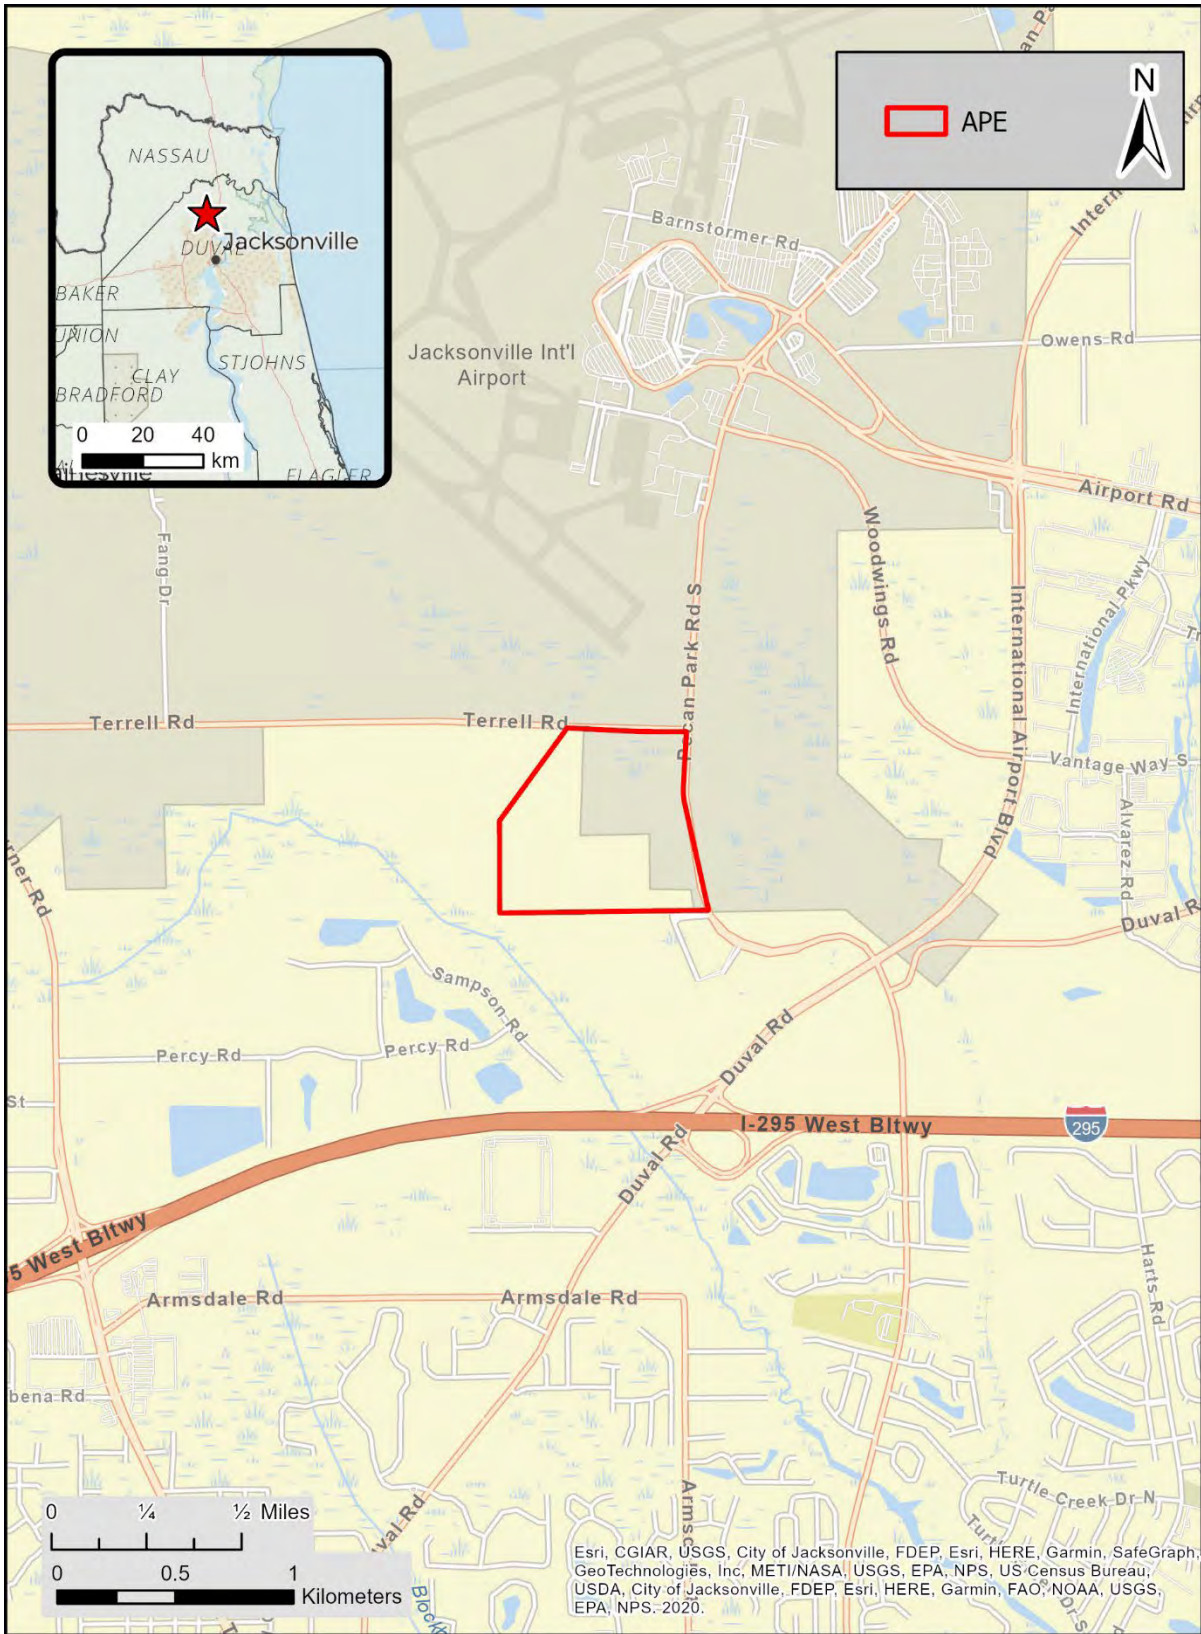 NASSAU
Jacksonville
DUVAL
BAKER
UNION
CLAY
STJOHNS
BRADFORD
0 20 40
km
FLAGLER
APE
N
Barnstormer Rd
Owens Rd
Jacksonville Int'l
Airport
Airport Rd
Fang Dr
Woodwings Rd
International Pkwy
Pecan Park Rd S
International Airport Blvd
Terrell Rd
Terrell Rd
Vantage Way S
Alvarez Rd
Duval R
rner Rd
Sampson Rd
Percy Rd
Percy Rd
Duval Rd
St
I-295 West Bltwy
295
Duval Rd
5 West Bltwy
Harts Rd
Armsdale Rd
Armsdale Rd
bena Rd
Turtle Creek Dr N
Duval Rd
0 ¼ ½ Miles
0 0.5 1
Kilometers
Esri, CGIAR, USGS, City of Jacksonville, FDEP, Esri, HERE, Garmin, SafeGraph,
GeoTechnologies, Inc, METI/NASA, USGS, EPA, NPS, US Census Bureau,
USDA, City of Jacksonville, FDEP, Esri, HERE, Garmin, FAO, NOAA, USGS,
EPA, NPS. 2020.